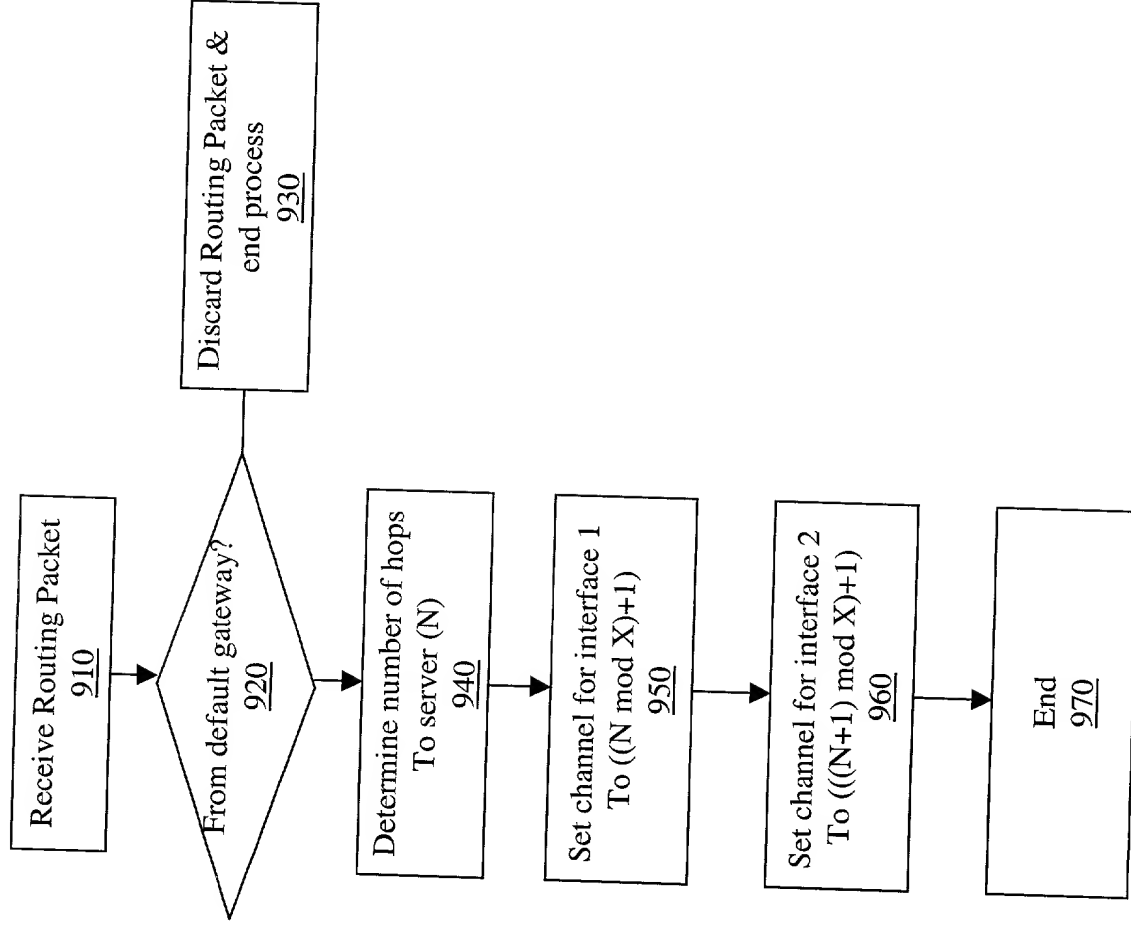 Receive Routing Packet
910
From default gateway?
920
Discard Routing Packet &
end process
930
Determine number of hops
To server (N)
940
Set channel for interface 1
To ((N mod X)+1)
950
Set channel for interface 2
To (((N+1) mod X)+1)
960
End
970